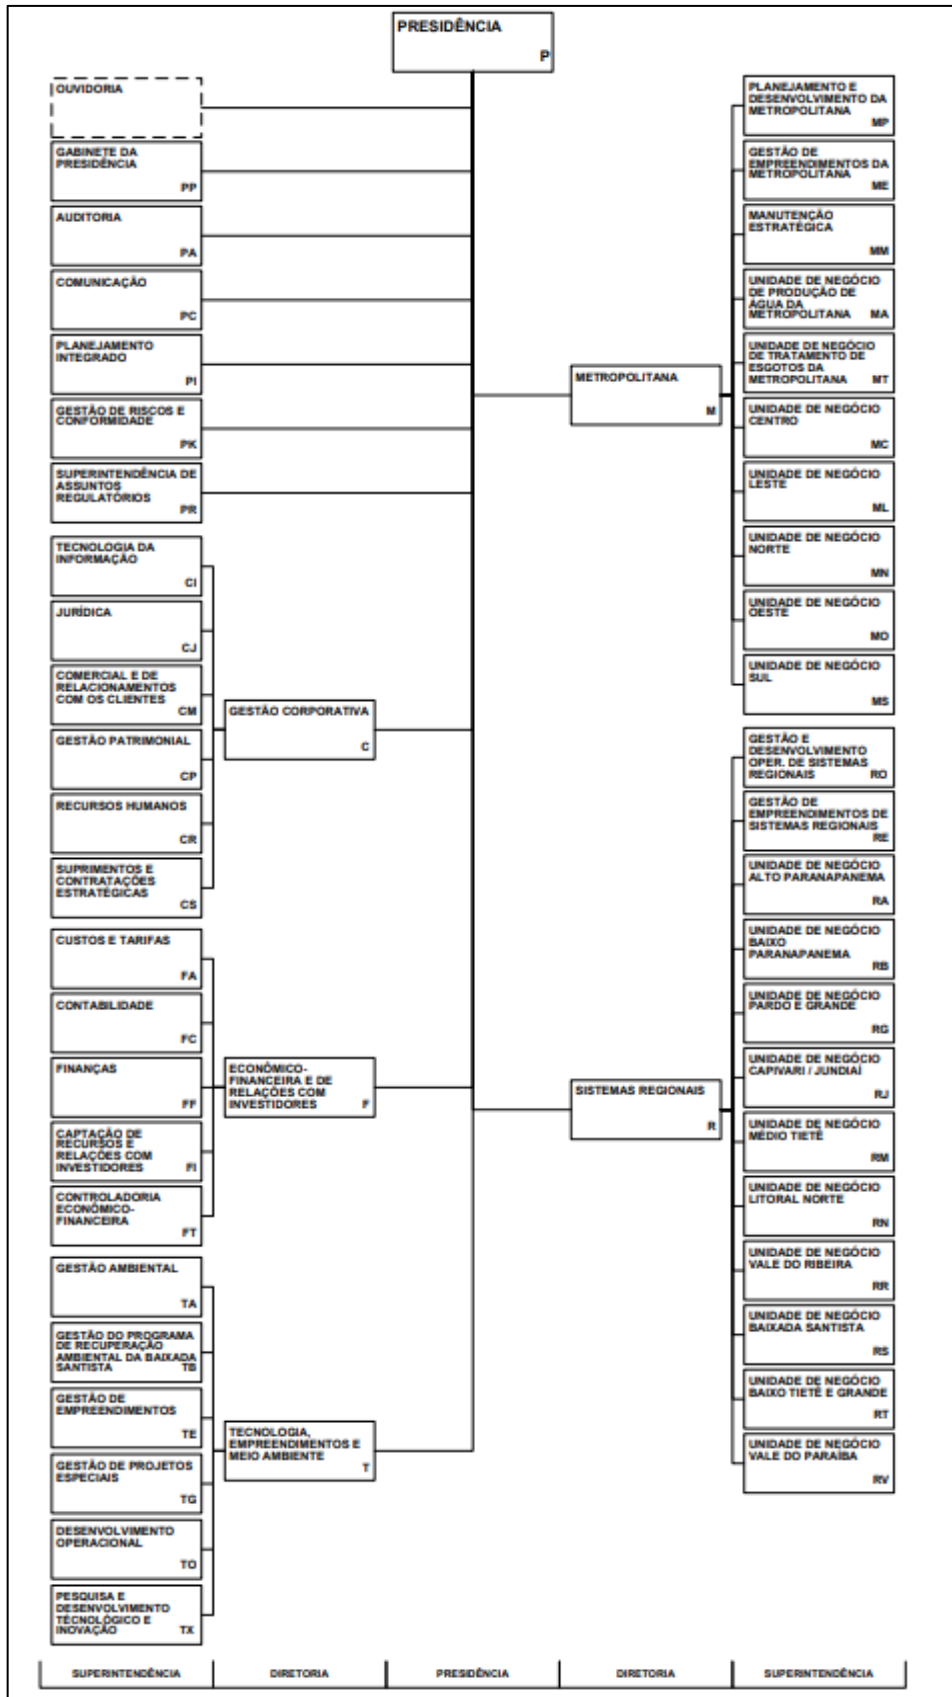 PRESIDÊNCIA
P
OUVIDORIA
GABINETE DA
PRESIDÊNCIA
PP
AUDITORIA
PA
COMUNICAÇÃO
PC
PLANEJAMENTO
INTEGRADO
PI
GESTÃO DE RISCOS E
CONFORMIDADE
PK
SUPERINTENDÊNCIA DE
ASSUNTOS
REGULATÓRIOS
PR
TECNOLOGIA DA
INFORMAÇÃO
CI
JURÍDICA
CJ
COMERCIAL E DE
RELACIONAMENTOS
COM OS CLIENTES
CM
GESTÃO PATRIMONIAL
CP
RECURSOS HUMANOS
CR
SUPRIMENTOS E
CONTRATAÇÕES
ESTRATÉGICAS
CS
GESTÃO CORPORATIVA
C
CUSTOS E TARIFAS
FA
CONTABILIDADE
FC
FINANÇAS
FF
CAPTAÇÃO DE
RECURSOS E
RELAÇÕES COM
INVESTIDORES FI
CONTROLADORIA
ECONÔMICO-
FINANCEIRA
FT
ECONÔMICO-
FINANCEIRA E DE
RELAÇÕES COM
INVESTIDORES F
GESTÃO AMBIENTAL
TA
GESTÃO DO PROGRAMA
DE RECUPERAÇÃO
AMBIENTAL DA BAIXADA
SANTISTA TB
GESTÃO DE
EMPREENDIMENTOS
TE
GESTÃO DE PROJETOS
ESPECIAIS
TG
DESENVOLVIMENTO
OPERACIONAL
TO
PESQUISA E
DESENVOLVIMENTO
TÉCNOLÓGICO E
INOVAÇÃO TX
TECNOLOGIA,
EMPREENDIMENTOS E
MEIO AMBIENTE
T
METROPOLITANA
M
PLANEJAMENTO E
DESENVOLVIMENTO DA
METROPOLITANA
MP
GESTÃO DE
EMPREENDIMENTOS DA
METROPOLITANA
ME
MANUTENÇÃO
ESTRATÉGICA
MM
UNIDADE DE NEGÓCIO
DE PRODUÇÃO DE
ÁGUA DA
METROPOLITANA MA
UNIDADE DE NEGÓCIO
DE TRATAMENTO DE
ESGOTOS DA
METROPOLITANA MT
UNIDADE DE NEGÓCIO
CENTRO
MC
UNIDADE DE NEGÓCIO
LESTE
ML
UNIDADE DE NEGÓCIO
NORTE
MN
UNIDADE DE NEGÓCIO
OESTE
MO
UNIDADE DE NEGÓCIO
SUL
MS
SISTEMAS REGIONAIS
R
GESTÃO E
DESENVOLVIMENTO
OPER. DE SISTEMAS
REGIONAIS RO
GESTÃO DE
EMPREENDIMENTOS DE
SISTEMAS REGIONAIS
RE
UNIDADE DE NEGÓCIO
ALTO PARANAPANEMA
RA
UNIDADE DE NEGÓCIO
BAIXO
PARANAPANEMA
RB
UNIDADE DE NEGÓCIO
PARDO E GRANDE
RG
UNIDADE DE NEGÓCIO
CAPIVARI / JUNDIAÍ
RJ
UNIDADE DE NEGÓCIO
MÉDIO TIETÊ
RM
UNIDADE DE NEGÓCIO
LITORAL NORTE
RN
UNIDADE DE NEGÓCIO
VALE DO RIBEIRA
RR
UNIDADE DE NEGÓCIO
BAIXADA SANTISTA
RS
UNIDADE DE NEGÓCIO
BAIXO TIETÊ E GRANDE
RT
UNIDADE DE NEGÓCIO
VALE DO PARAÍBA
RV
SUPERINTENDÊNCIA DIRETORIA PRESIDÊNCIA DIRETORIA SUPERINTENDÊNCIA